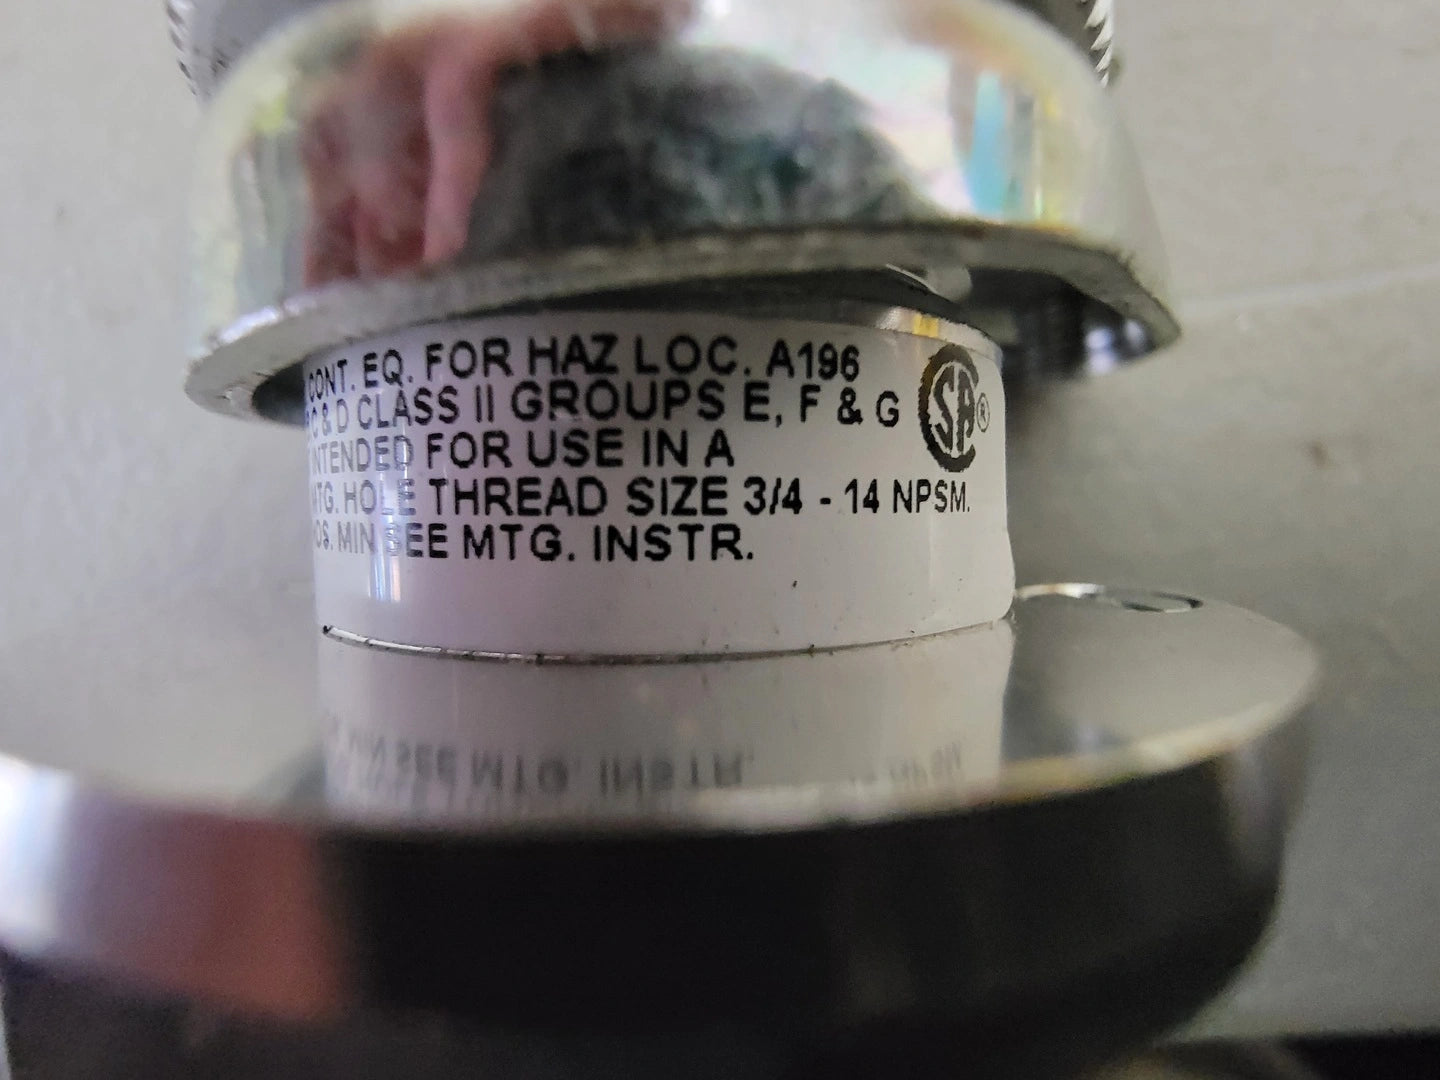 CONT. EQ. FOR HAZ LOC. A196
C & D CLASS II GROUPS E, F & G
INTENDED FOR USE IN A
MTG. HOLE THREAD SIZE 3/4 - 14 NPSM.
MIN SEE MTG. INSTR.
SA ®